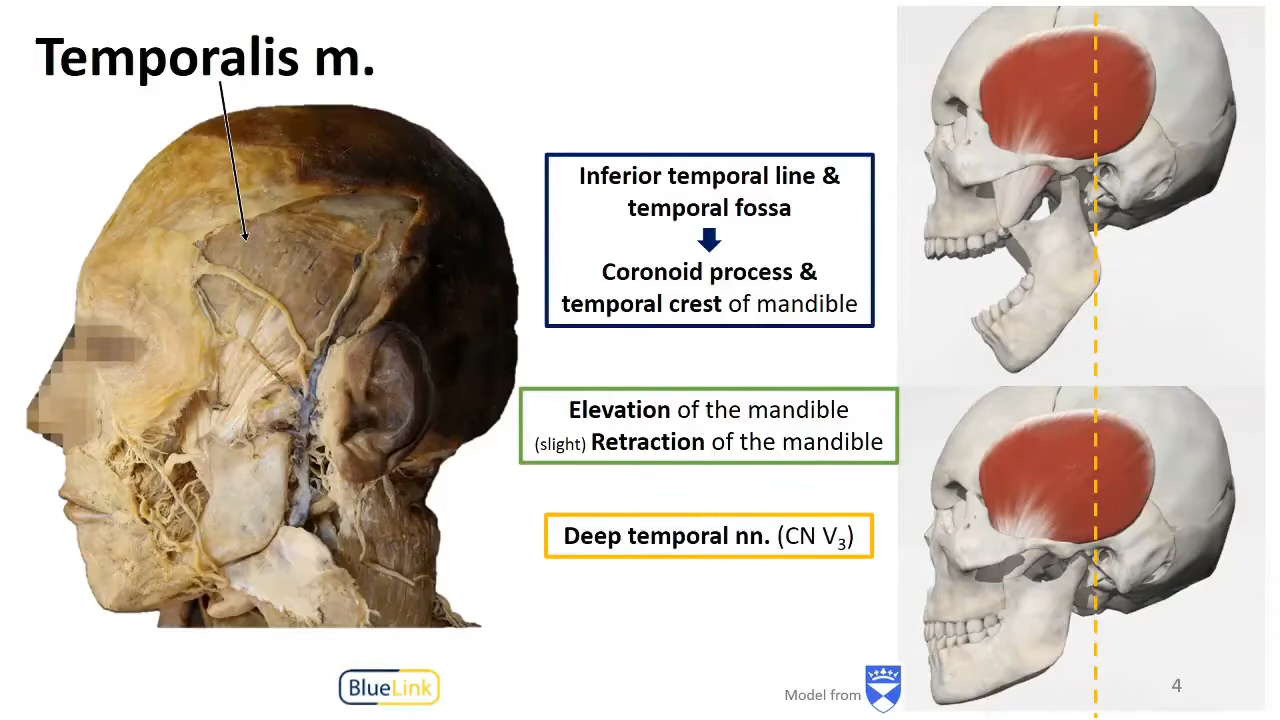 Temporalis m.
Inferior temporal line &
temporal fossa
Coronoid process &
temporal crest of mandible
Elevation of the mandible
(slight) Retraction of the mandible
Deep temporal nn. (CN V₃)
BlueLink
Model from
4